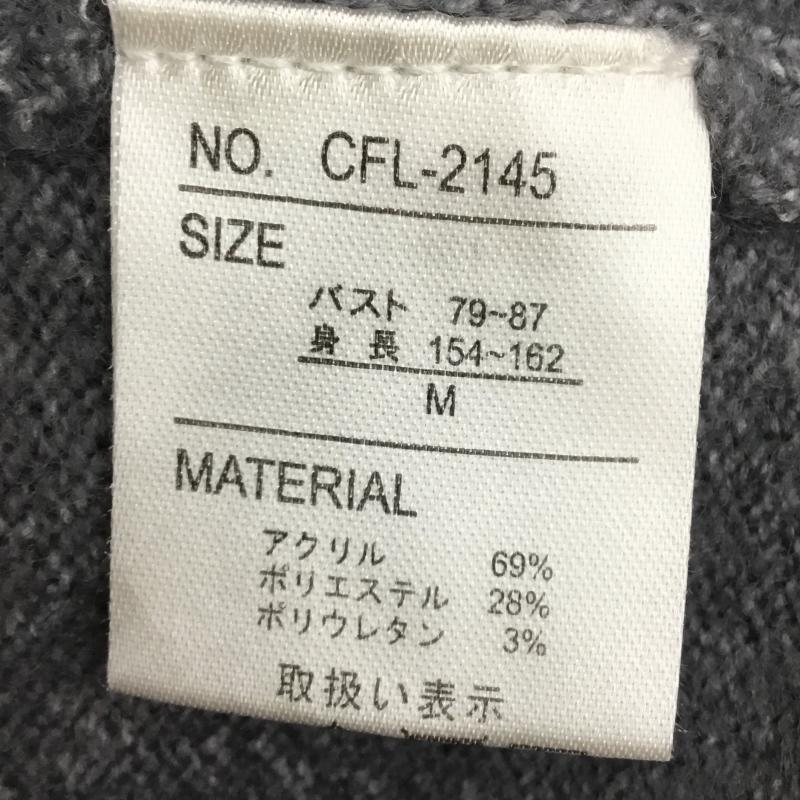 NO. CFL-2145
SIZE
バスト 79~87
身長 154~162
M
MATERIAL
アクリル 69%
ポリエステル 28%
ポリウレタン 3%
取扱い表示